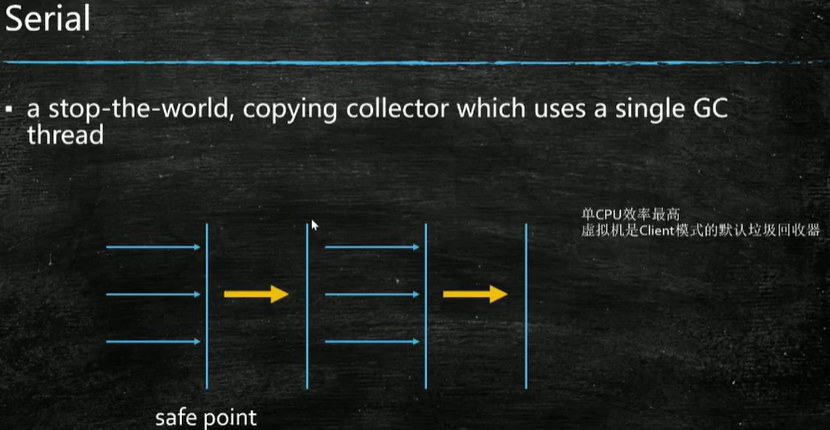 Serial
▪ a stop-the-world, copying collector which uses a single GC
thread
单CPU效率最高
虚拟机是Client模式的默认垃圾回收器
safe point